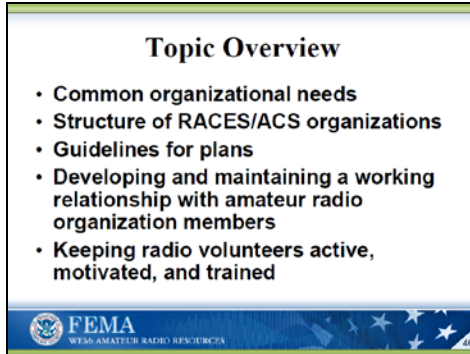 Topic Overview
• Common organizational needs
• Structure of RACES/ACS organizations
• Guidelines for plans
• Developing and maintaining a working
relationship with amateur radio
organization members
• Keeping radio volunteers active,
motivated, and trained
FEMA
WEM: AMATEUR RADIO RESOURCES